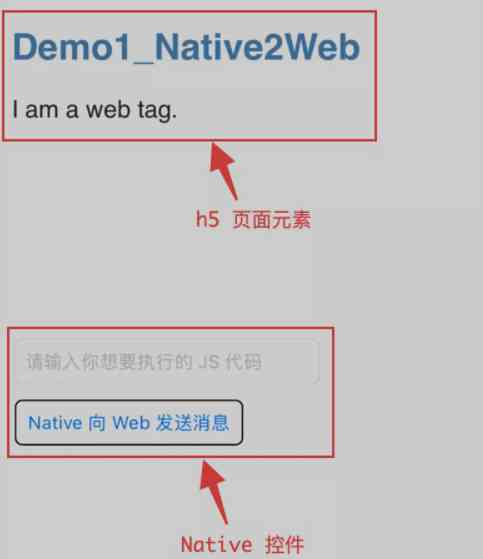 Demo1_Native2Web
I am a web tag.
h5 页面元素
请输入你想要执行的 JS 代码
Native 向 Web 发送消息
Native 控件